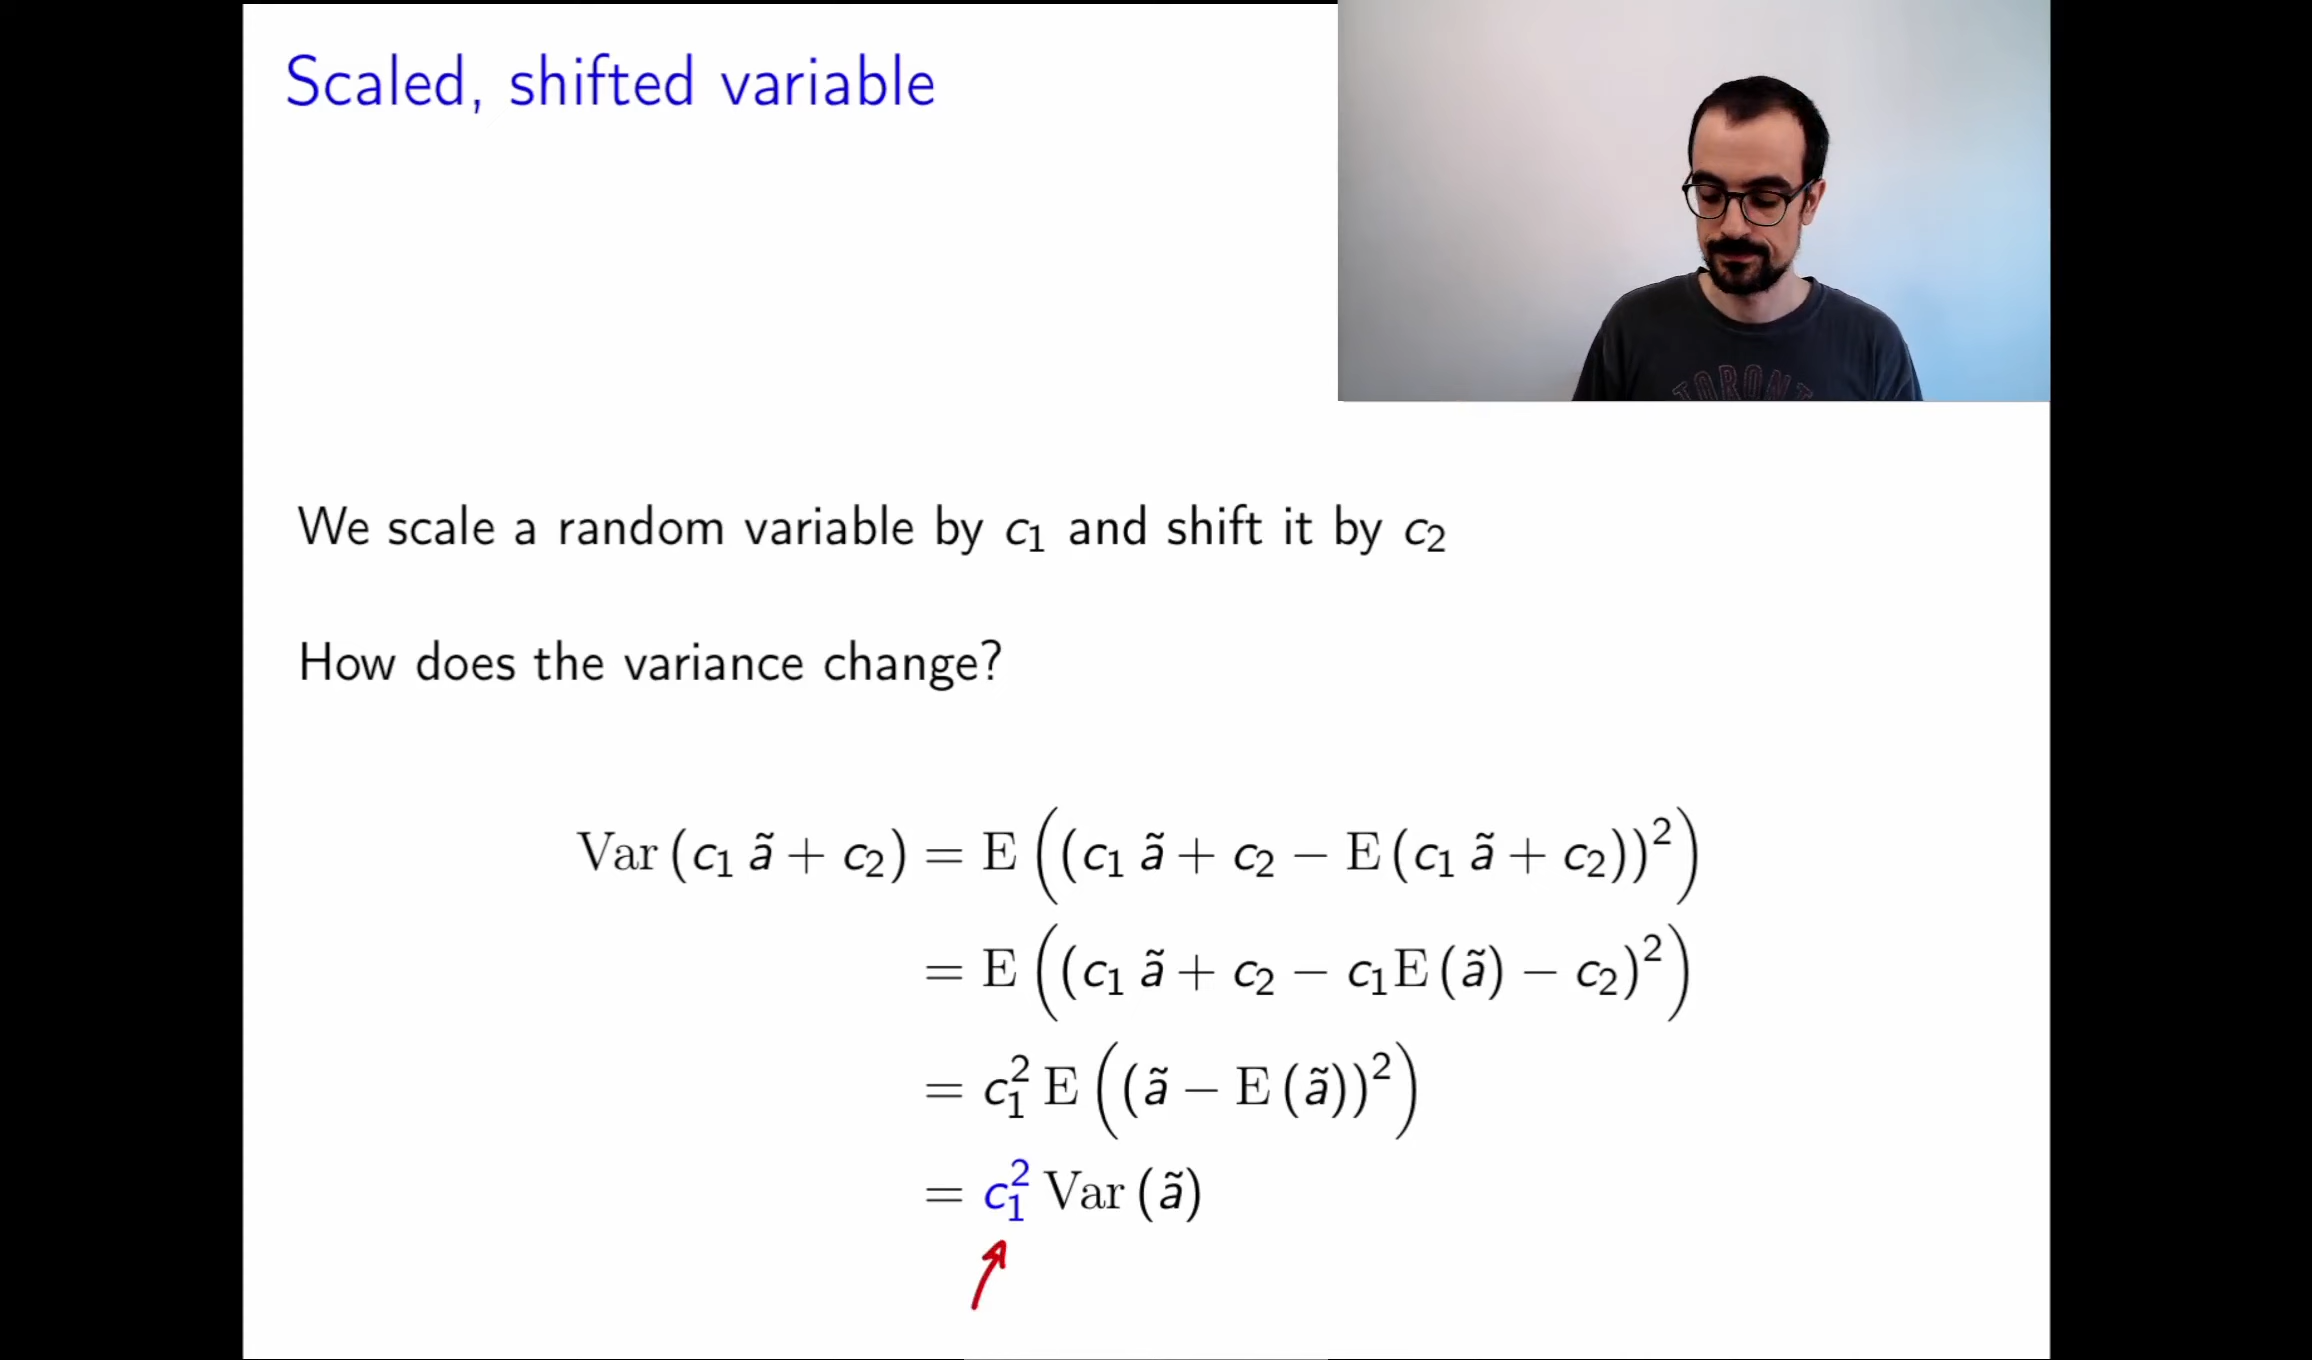 Scaled, shifted variable
TORONT
We scale a random variable by c₁ and shift it by c₂
How does the variance change?
Var (c₁ ã + c₂) = E ((c₁ ã + c₂ − E (c₁ ã + c₂))²)
= E ((c₁ ã + c₂ − c₁E (ã) − c₂)²)
= c₁² E ((ã − E (ã))²)
= c₁² Var (ã)